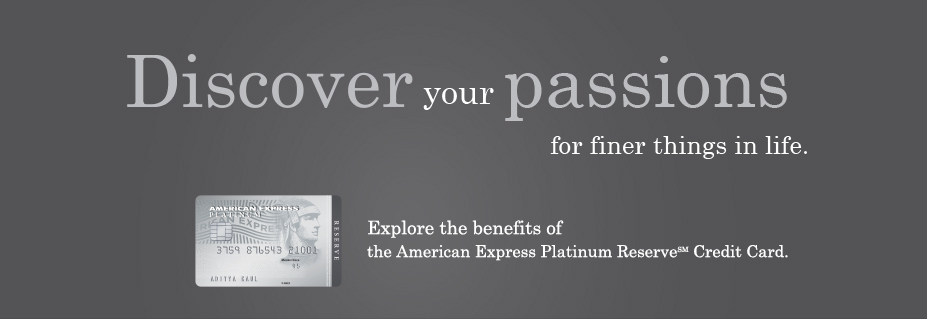 Discover your passions
for finer things in life.
AMERICAN EXPRESS
PLATINUM
RESERVE
3759 876543 21001
95
ADITYA KAUL
Explore the benefits of
the American Express Platinum Reserve℠ Credit Card.